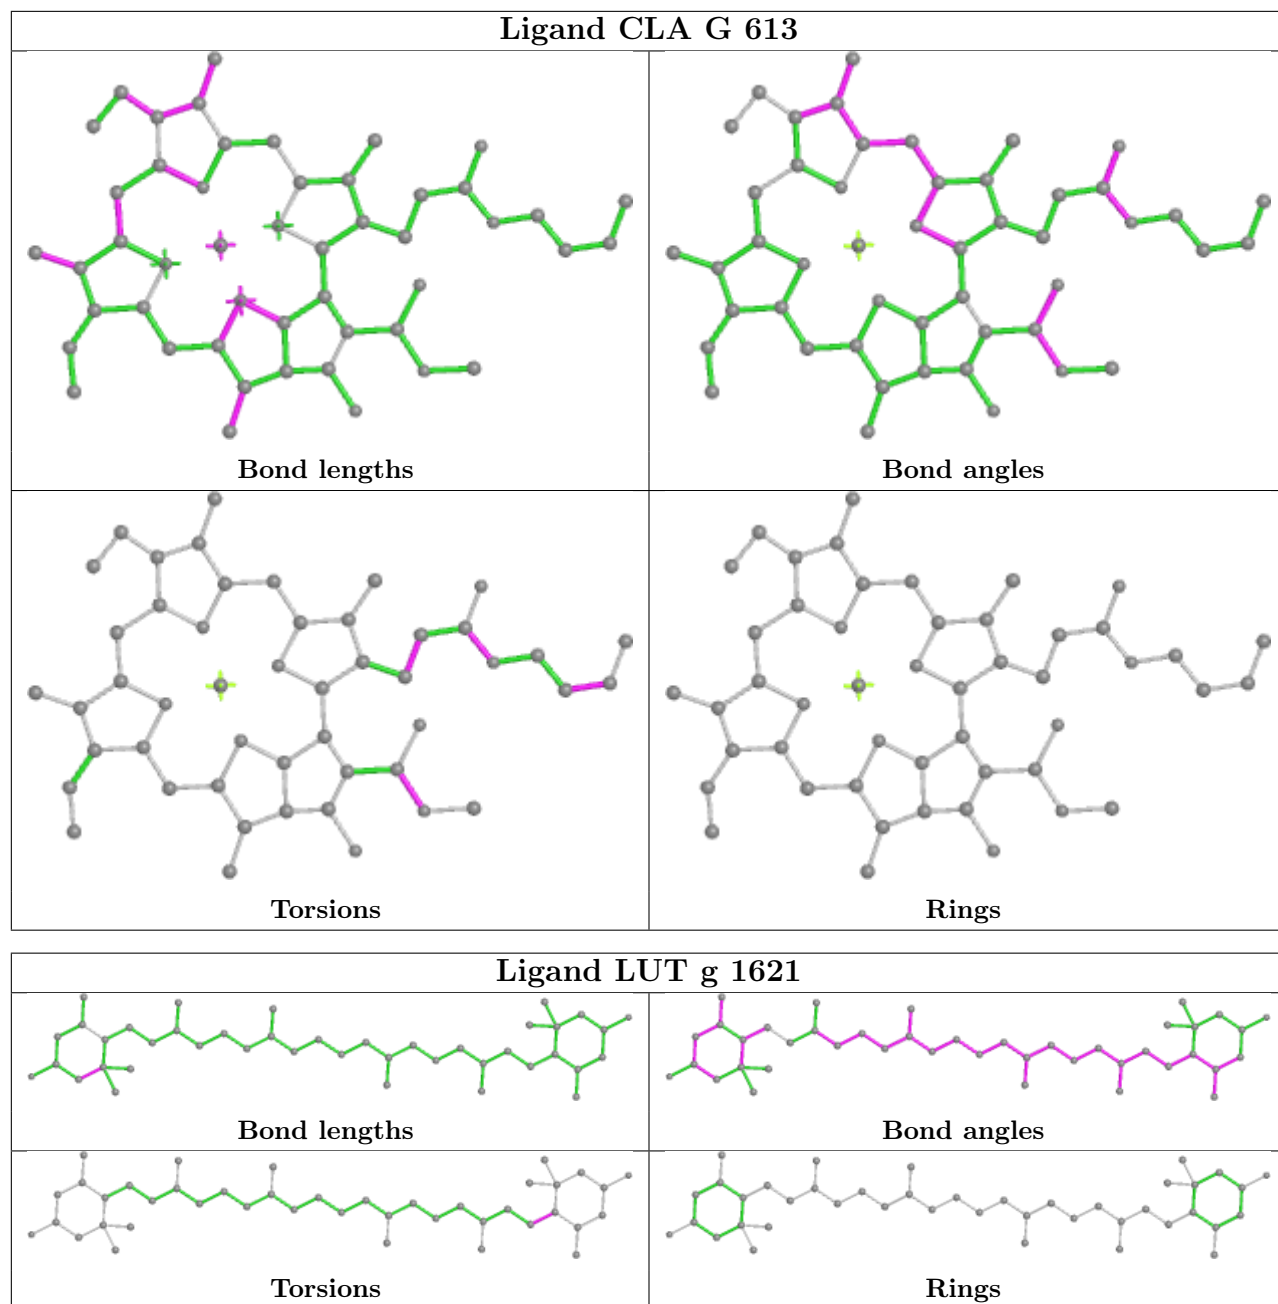 Ligand CLA G 613
Bond lengths
Bond angles
Torsions
Rings
Ligand LUT g 1621
Bond lengths
Bond angles
Torsions
Rings